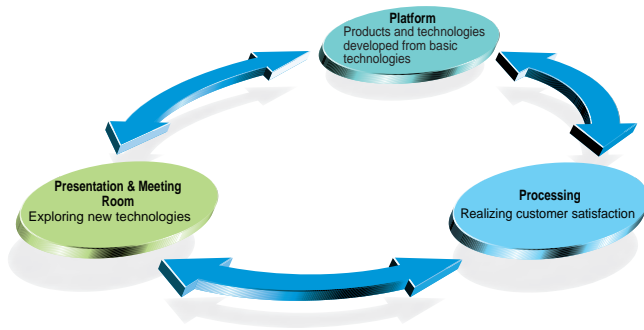 Platform
Products and technologies
developed from basic
technologies
Presentation & Meeting
Room
Exploring new technologies
Processing
Realizing customer satisfaction